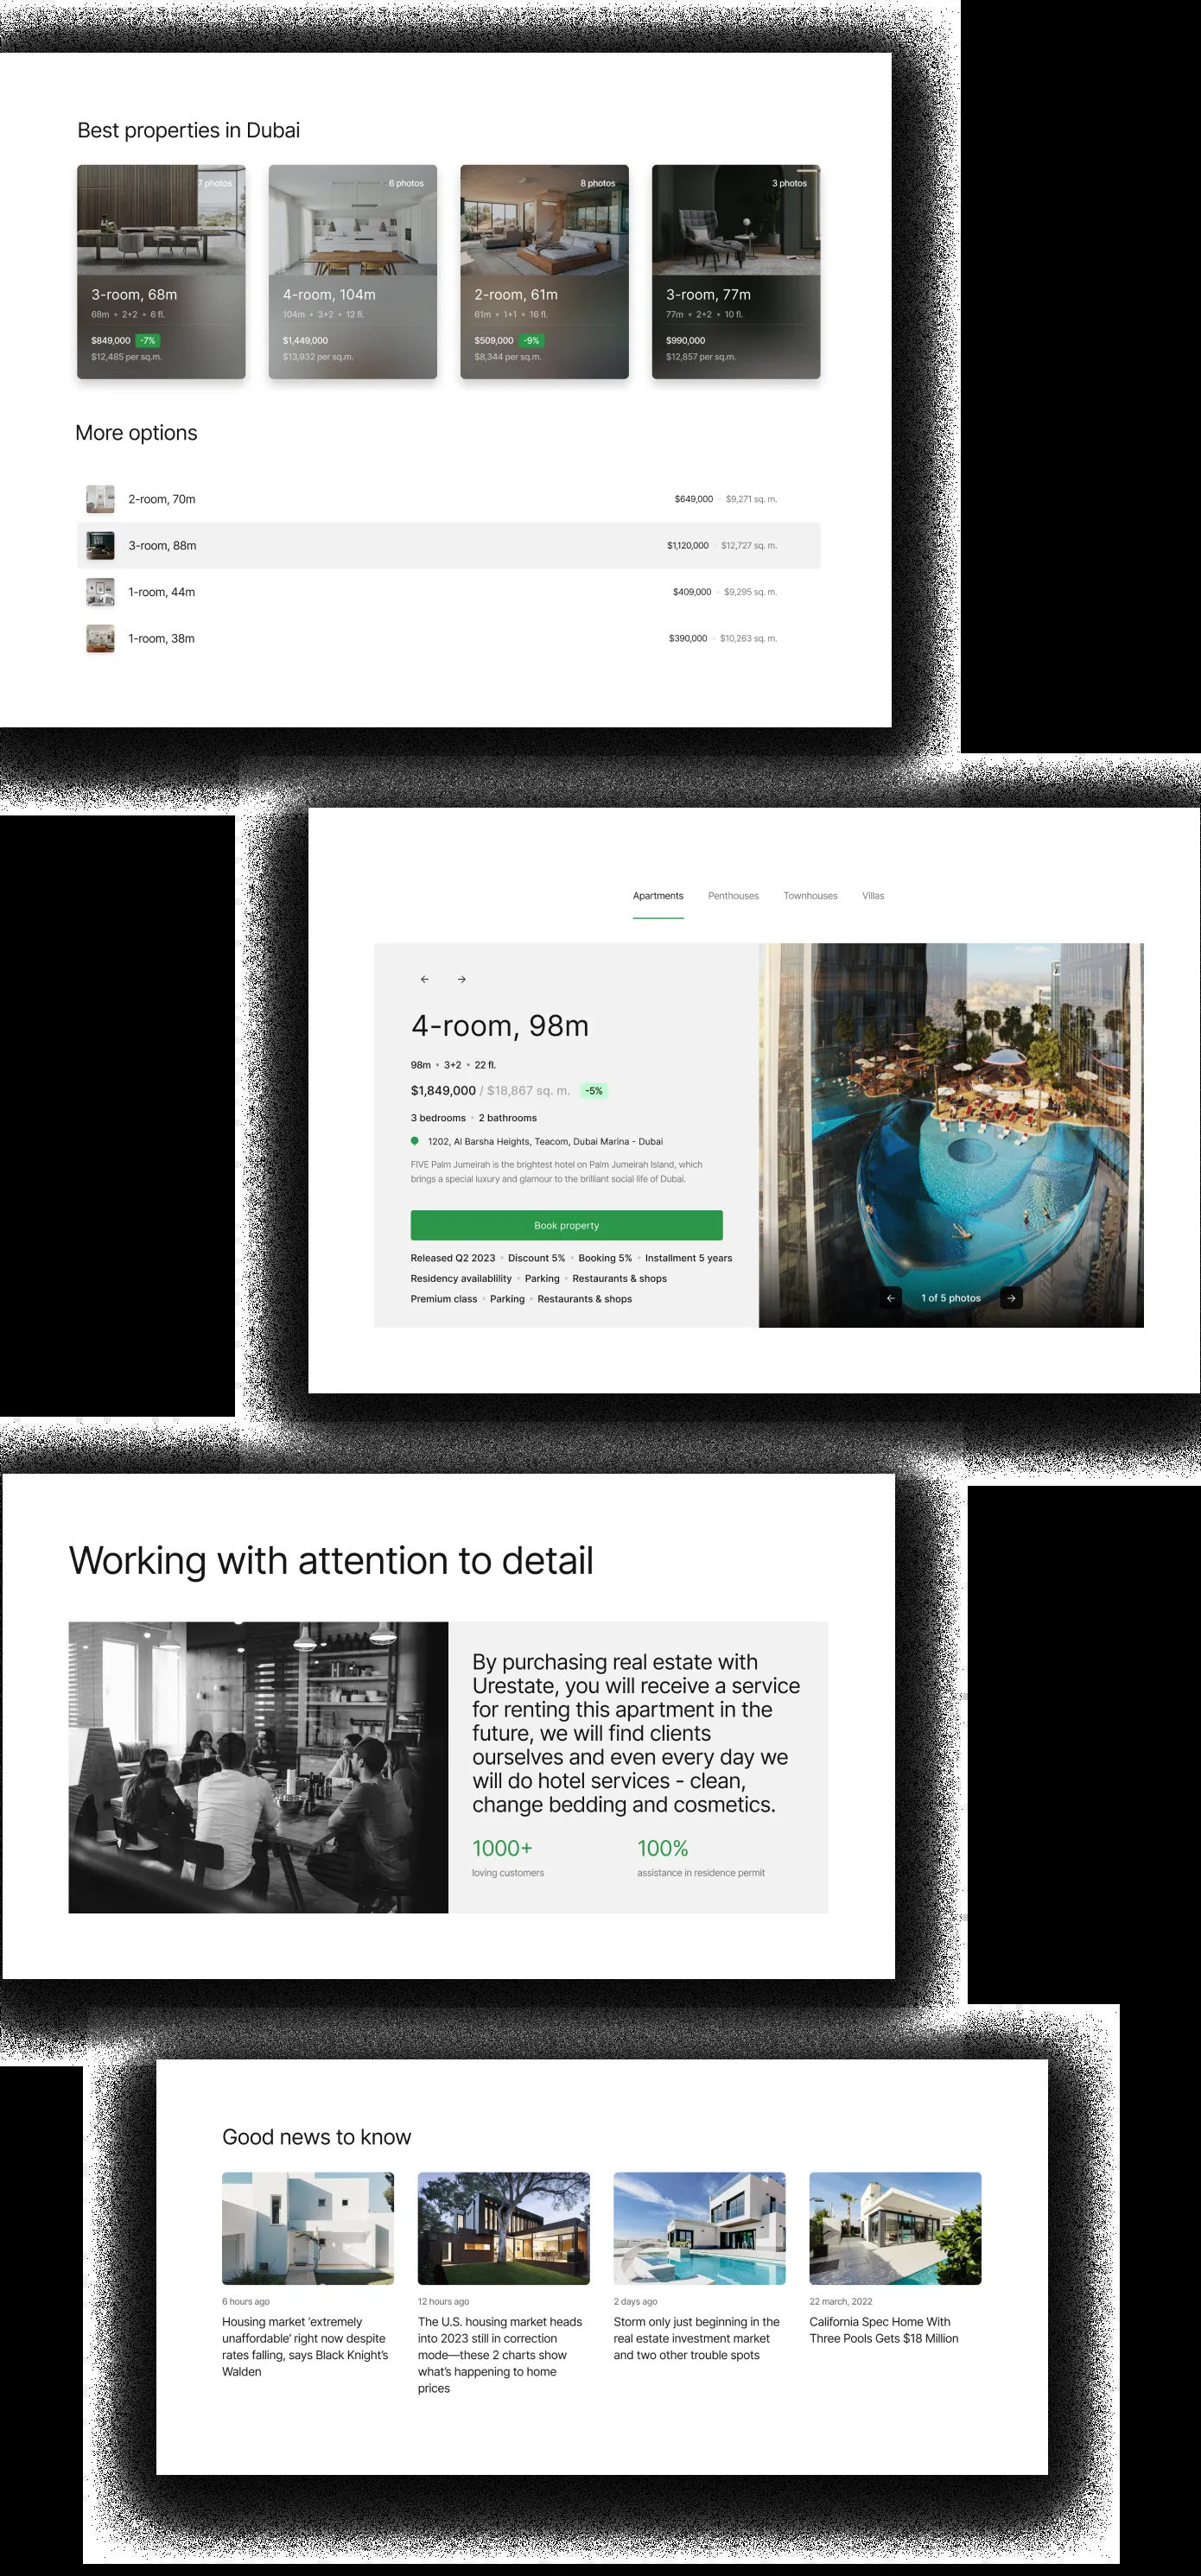 Best properties in Dubai
7 photos
6 photos
8 photos
3 photos
3-room, 68m
68m • 2+2 • 6 fl.
$849,000 -7%
$12,485 per sq.m.
4-room, 104m
104m • 3+2 • 12 fl.
$1,449,000
$13,932 per sq.m.
2-room, 61m
61m • 1+1 • 16 fl.
$509,000 -9%
$8,344 per sq.m.
3-room, 77m
77m • 2+2 • 10 fl.
$990,000
$12,857 per sq.m.
More options
2-room, 70m $649,000 • $9,271 sq. m.
3-room, 88m $1,120,000 • $12,727 sq. m.
1-room, 44m $409,000 • $9,295 sq. m.
1-room, 38m $390,000 • $10,263 sq. m.
Apartments Penthouses Townhouses Villas
4-room, 98m
98m • 3+2 • 22 fl.
$1,849,000 / $18,867 sq. m. -5%
3 bedrooms • 2 bathrooms
1202, Al Barsha Heights, Teacom, Dubai Marina - Dubai
FIVE Palm Jumeirah is the brightest hotel on Palm Jumeirah Island, which
brings a special luxury and glamour to the brilliant social life of Dubai.
Book property
Released Q2 2023 • Discount 5% • Booking 5% • Installment 5 years
Residency availablility • Parking • Restaurants & shops
Premium class • Parking • Restaurants & shops
← 1 of 5 photos →
Working with attention to detail
By purchasing real estate with
Urestate, you will receive a service
for renting this apartment in the
future, we will find clients
ourselves and even every day we
will do hotel services - clean,
change bedding and cosmetics.
1000+
loving customers
100%
assistance in residence permit
Good news to know
6 hours ago
Housing market ‘extremely
unaffordable’ right now despite
rates falling, says Black Knight’s
Walden
12 hours ago
The U.S. housing market heads
into 2023 still in correction
mode—these 2 charts show
what’s happening to home
prices
2 days ago
Storm only just beginning in the
real estate investment market
and two other trouble spots
22 march, 2022
California Spec Home With
Three Pools Gets $18 Million